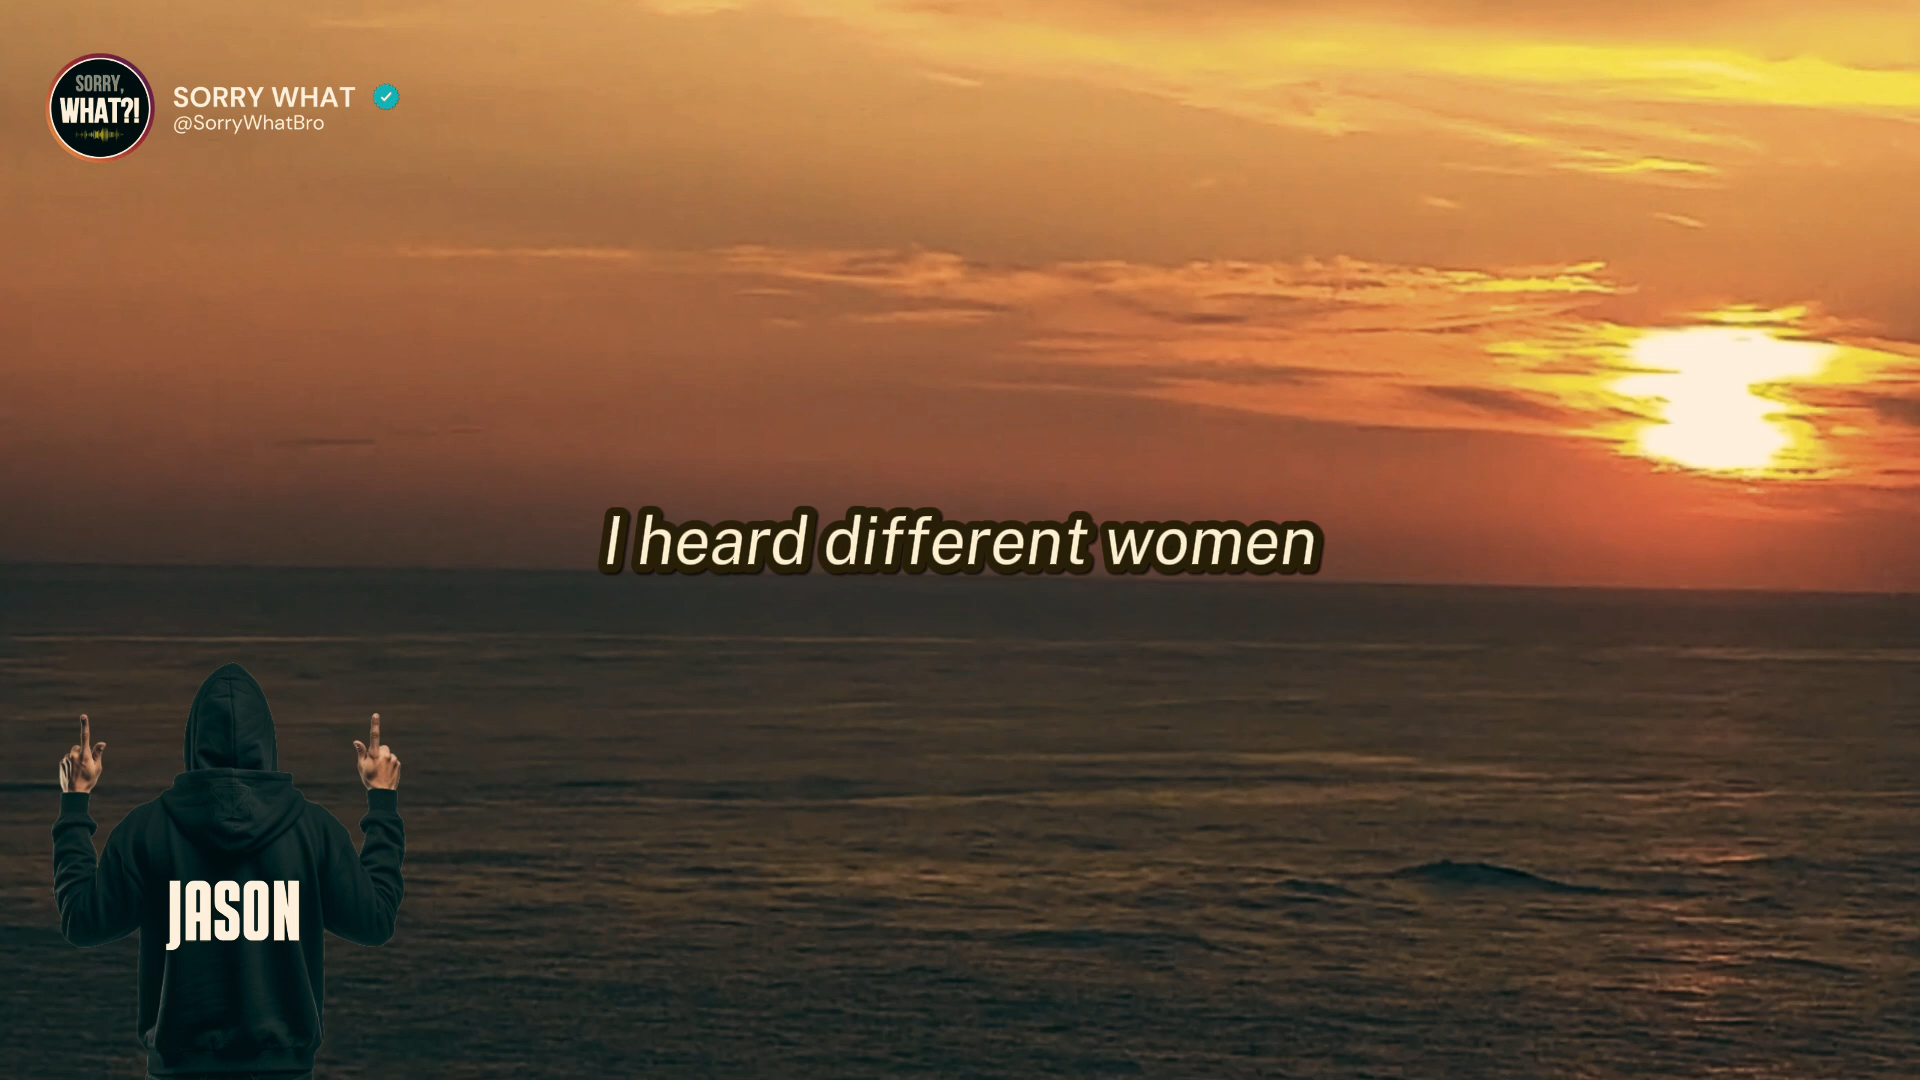 SORRY,
WHAT?!
SORRY WHAT
@SorryWhatBro
I heard different women
JASON